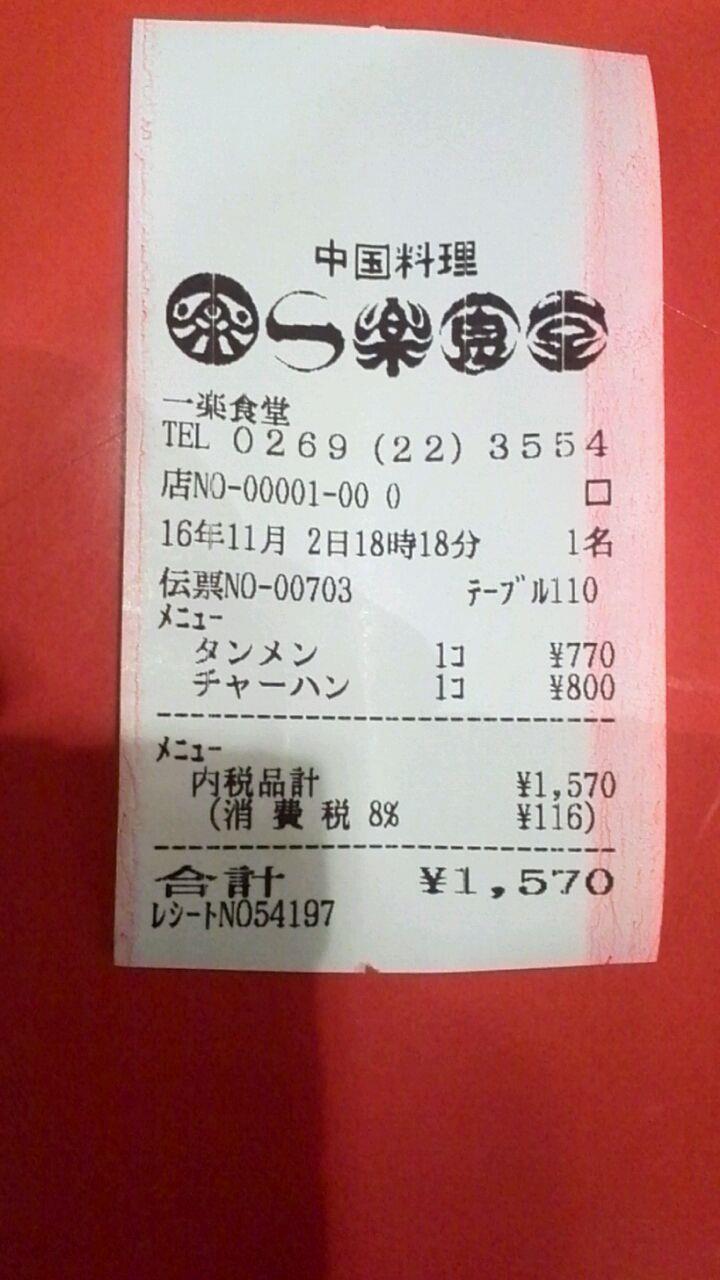 中国料理
楽一楽食堂
一楽食堂
TEL 0269 (22) 3554
店NO-00001-00 0 口
16年11月 2日18時18分 1名
伝票NO-00703 ﾃｰﾌﾞﾙ110
ﾒﾆｭｰ
タンメン 1ｺ ¥770
チャーハン 1ｺ ¥800
ﾒﾆｭｰ
内税品計 ¥1,570
(消 費 税 8% ¥116)
合計 ¥1,570
ﾚｼｰﾄNO54197